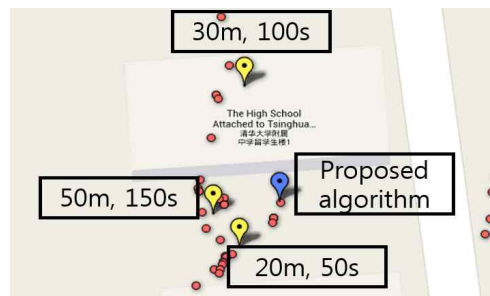 30m, 100s
The High School
Attached to Tsinghua...
清华大学附属
中学留学生楼1
Proposed
algorithm
50m, 150s
20m, 50s